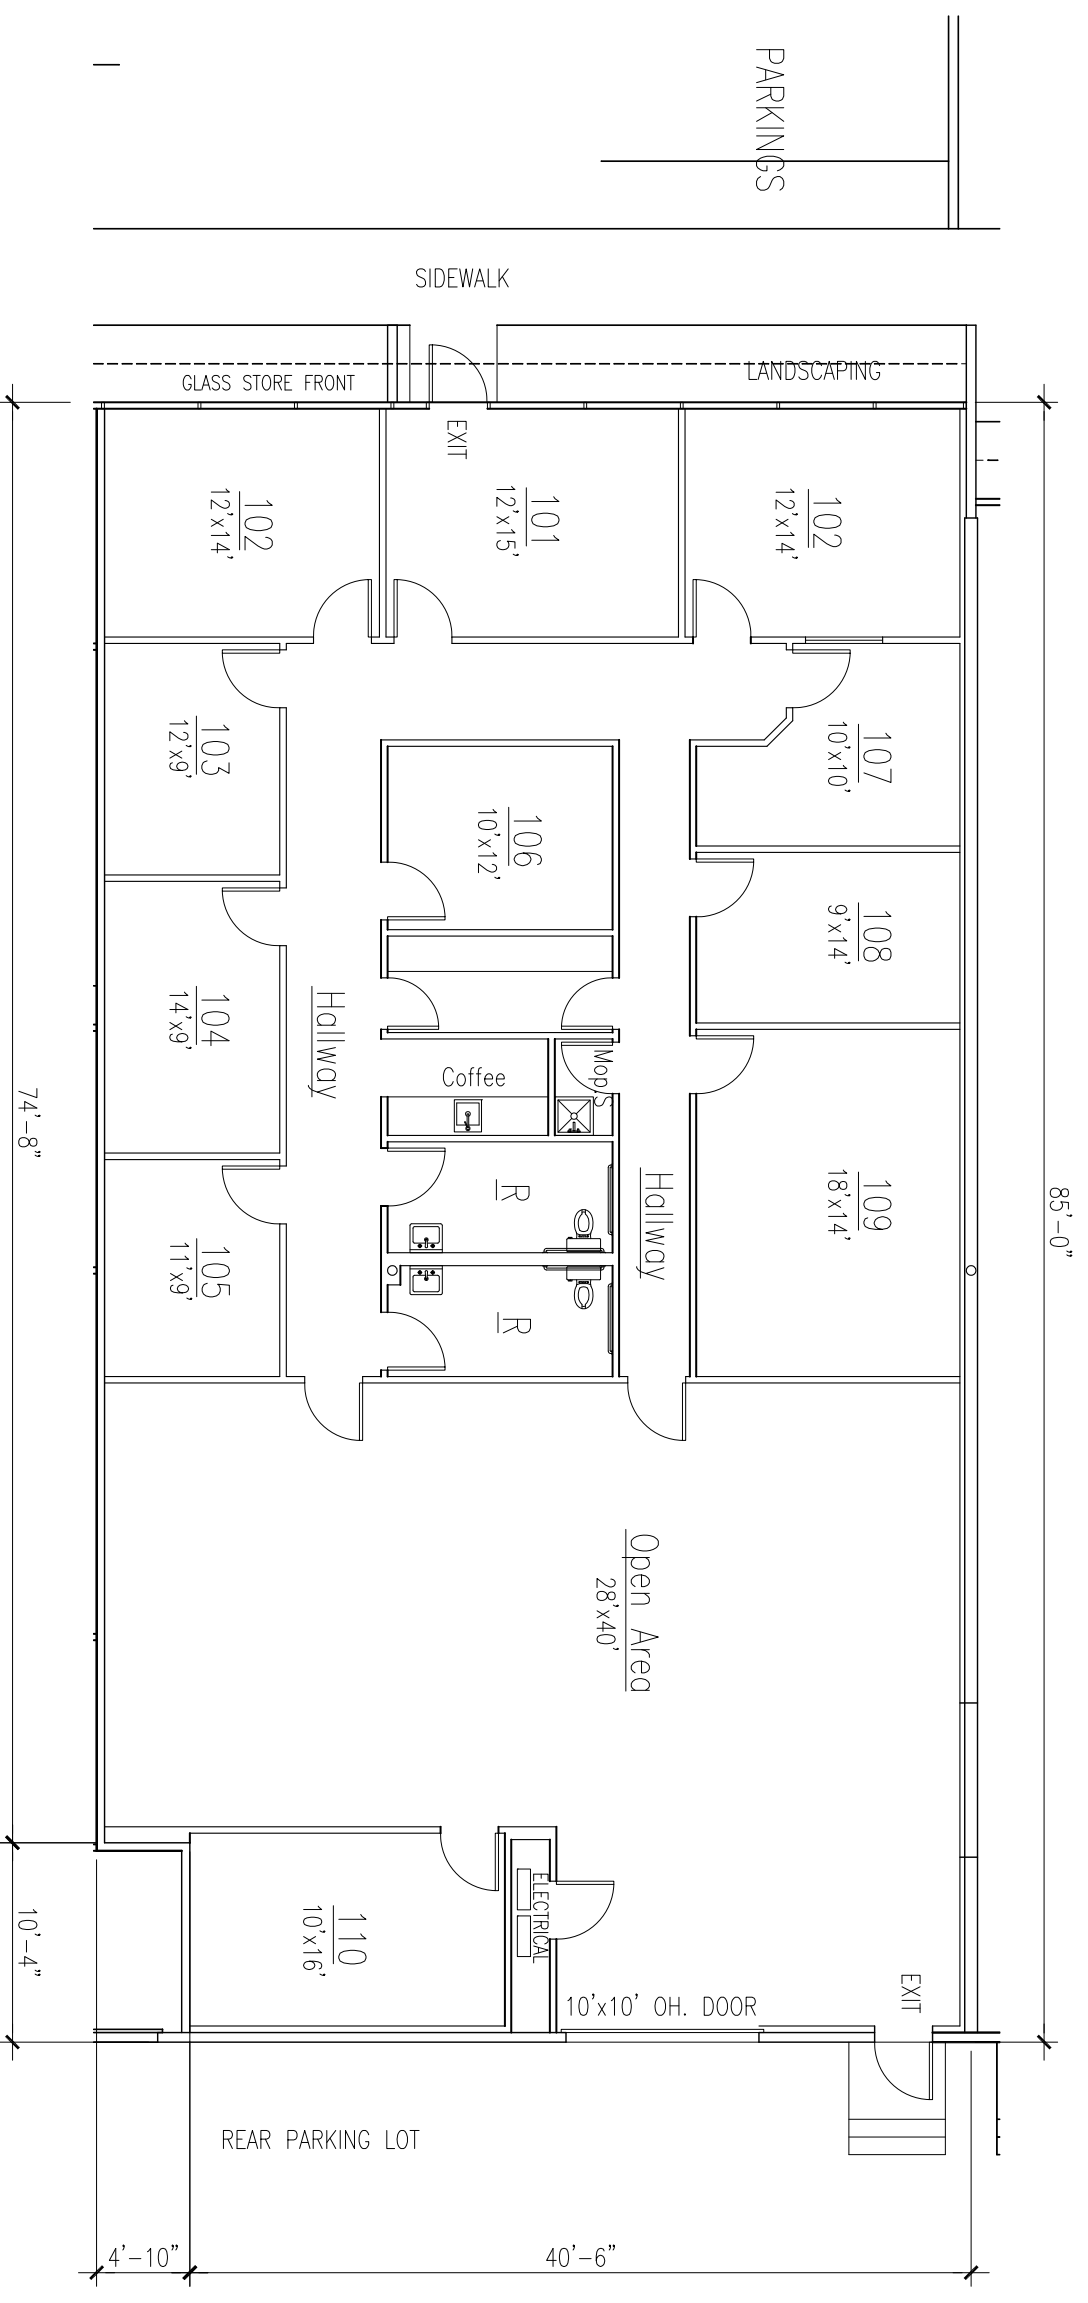 PARKINGS
SIDEWALK
LANDSCAPING
GLASS STORE FRONT
EXIT
102
12'x14'
101
12'x15'
102
12'x14'
103
12'x9'
106
10'x12'
107
10'x10'
108
9'x14'
104
14'x9'
Hallway
Coffee
Mop.S
74'-8"
85'-0"
105
11'x9'
R
R
Hallway
109
18'x14'
Open Area
28'x40'
110
10'x16'
ELECTRICAL
10'-4"
EXIT
10'x10' OH. DOOR
REAR PARKING LOT
4'-10"
40'-6"